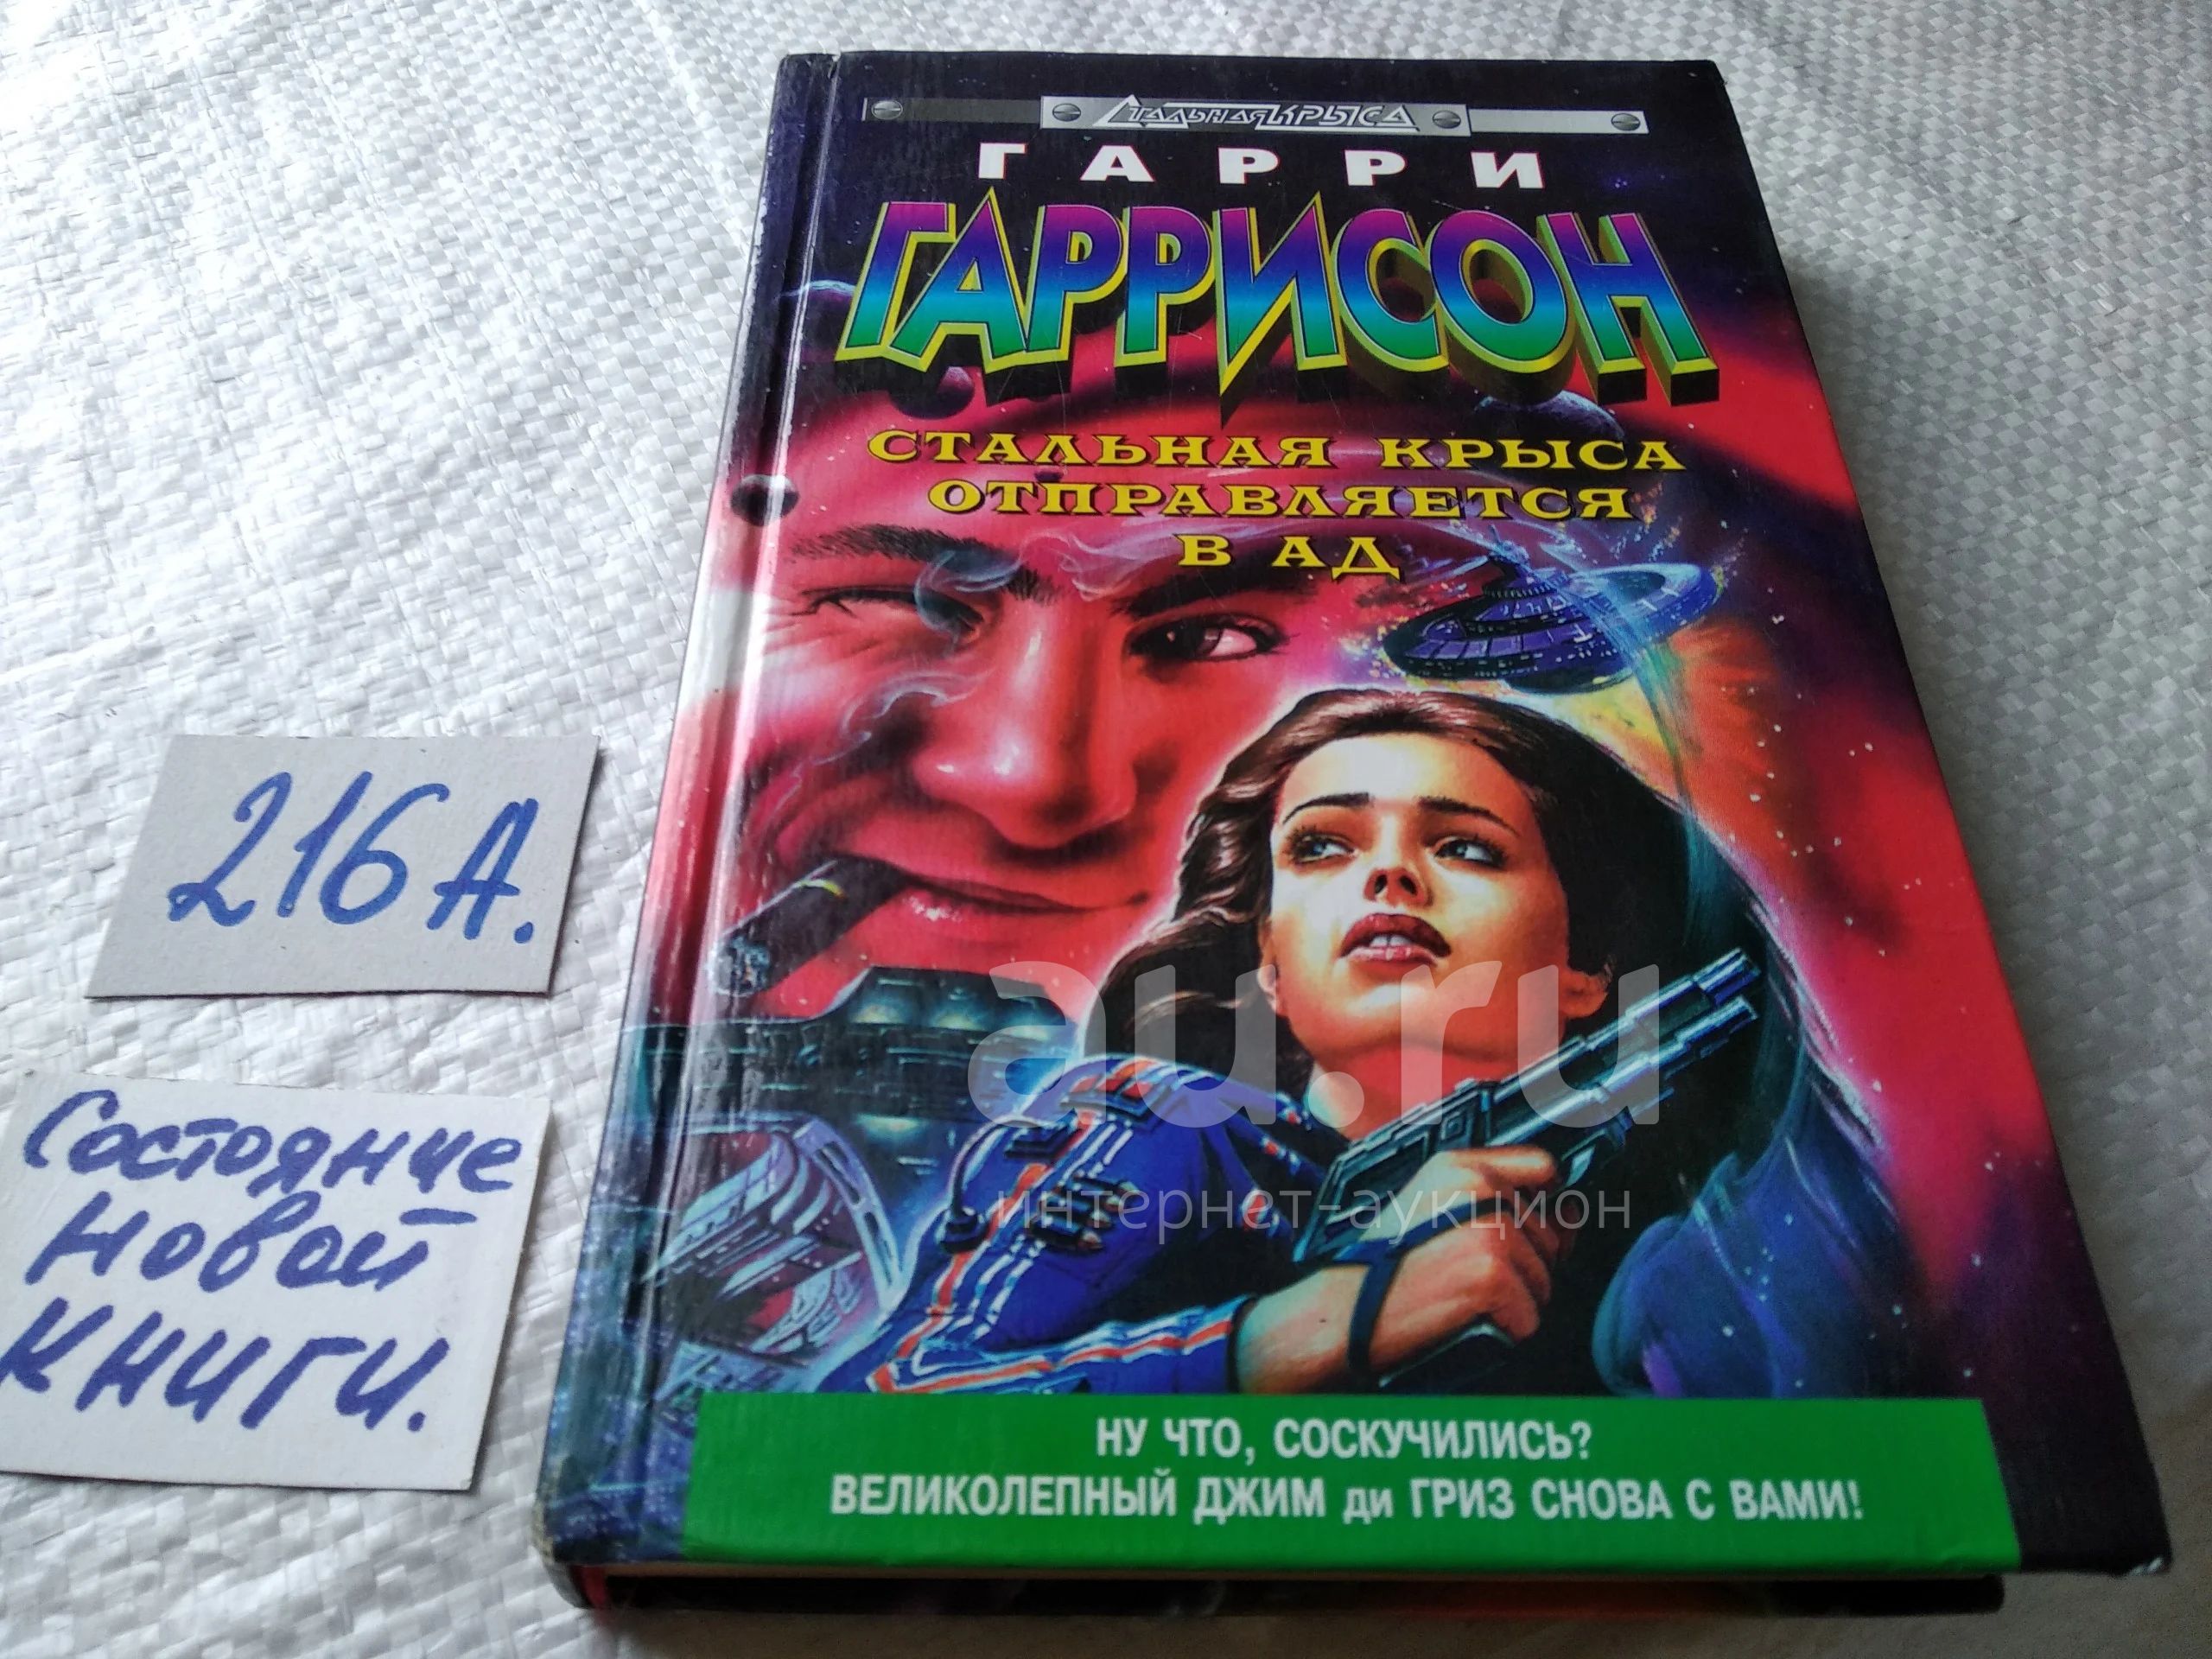 СТАЛЬНАЯ КРЫСА
ГАРРИ
ГАРРИСОН
СТАЛЬНАЯ КРЫСА
ОТПРАВЛЯЕТСЯ
В АД
216А.
Состояние
новой
книги.
au.ru
интернет-аукцион
НУ ЧТО, СОСКУЧИЛИСЬ?
ВЕЛИКОЛЕПНЫЙ ДЖИМ ди ГРИЗ СНОВА С ВАМИ!